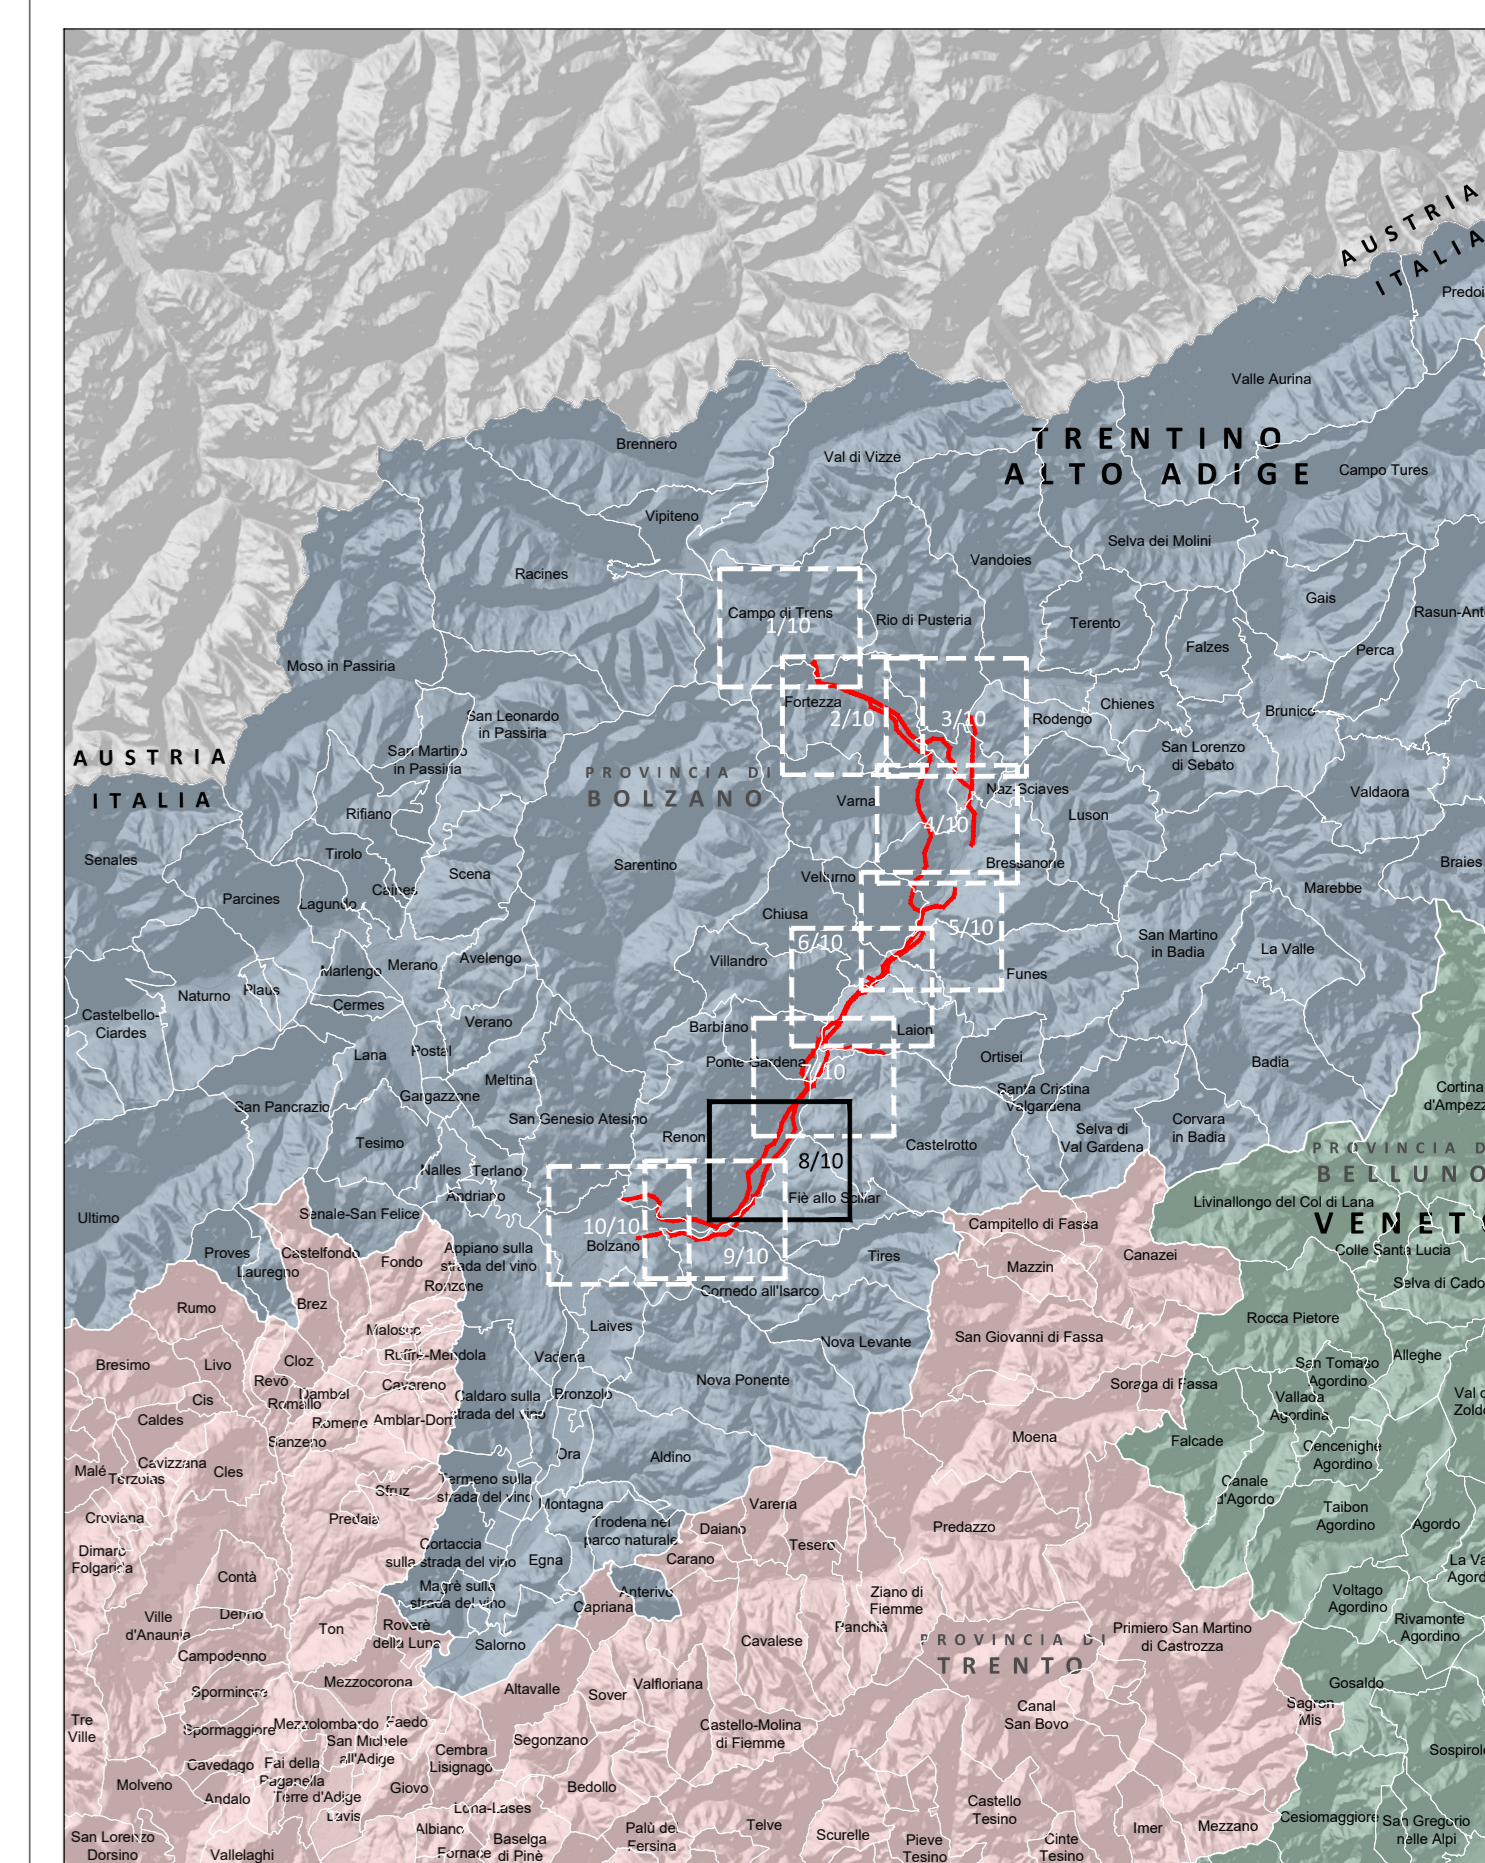 AUSTRIA
ITALIA
Predoi
Valle Aurina
TRENTINO
ALTO ADIGE
Brennero
Val di Vizze
Campo Tures
Vipiteno
Selva dei Molini
Vandoies
Racines
Gais
Campo di Trens
1/10
Rio di Pusteria
Terento
Rasun-Ant
Falzes
Perca
Moso in Passiria
Fortezza
2/10
3/10
Rodengo
Chienes
Brunico
San Leonardo
in Passiria
San Martino
in Passiria
San Lorenzo
di Sebato
AUSTRIA
ITALIA
PROVINCIA DI
BOLZANO
Varna
Naz-Sciaves
Valdaora
Rifiano
4/10
Luson
Senales
Tirolo
Scena
Sarentino
Bressanone
Braies
Velturno
Marebbe
Parcines
Lagundo
Caines
Chiusa
5/10
6/10
San Martino
in Badia
La Valle
Villandro
Avelengo
Marlengo
Merano
Funes
Naturno
Plaus
Cermes
Castelbello-
Ciardes
Verano
Barbiano
Laion
Lana
Postal
Ponte Gardena
7/10
Ortisei
Badia
Meltina
Gargazzone
Santa Cristina
Valgardena
Cortina
d'Ampezz
San Pancrazio
San Genesio Atesino
Corvara
in Badia
Tesimo
Renon
Castelrotto
Selva di
Val Gardena
8/10
PROVINCIA D
BELLUNO
Nalles
Terlano
Andriano
Fiè allo Sciliar
Livinallongo del Col di Lana
Ultimo
Senale-San Felice
10/10
Bolzano
Campitello di Fassa
VENET
Colle Santa Lucia
Proves
Lauregno
Castelfondo
Fondo
Appiano sulla
strada del vino
9/10
Tires
Mazzin
Canazei
Ronzone
Cornedo all'Isarco
Selva di Cado
Rumo
Brez
Malosco
Laives
Nova Levante
San Giovanni di Fassa
Rocca Pietore
Bresimo
Livo
Cloz
Ruffrè-Mendola
Vadena
San Tomaso
Agordino
Alleghe
Revò
Cavareno
Nova Ponente
Soraga di Fassa
Cis
Romallo
Dambel
Caldaro sulla
strada del vino
Bronzolo
Vallada
Agordina
Val d
Zold
Caldes
Romeno
Amblar-Don
Sanzeno
Moena
Falcade
Cencenighe
Agordino
Malé
Terzolas
Cavizzana
Cles
Ora
Aldino
Termeno sulla
strada del vino
Canale
d'Agordo
Sfruz
Montagna
Varena
Taibon
Agordino
Agordo
Croviana
Predaia
Trodena nel
parco naturale
Daiano
Predazzo
Tesero
Dimaro
Folgarida
Cortaccia
sulla strada del vino
Egna
Carano
La Va
Agord
Contà
Magrè sulla
strada del vino
Anterivo
Capriana
Ziano di
Fiemme
Voltago
Agordino
Ville
d'Anaunia
Denno
Ton
Roverè
della Luna
Salorno
Cavalese
Panchià
Primiero San Martino
di Castrozza
Rivamonte
Agordino
Campodenno
PROVINCIA DI
TRENTO
Sporminore
Mezzocorona
Altavalle
Sover
Valfloriana
Gosaldo
Tre
Ville
Spormaggiore
Mezzolombardo
Faedo
Castello-Molina
di Fiemme
Canal
San Bovo
Sagron
Mis
San Michele
all'Adige
Segonzano
Cembra
Lisignago
Cavedago
Fai della
Paganella
Sospirol
Molveno
Andalo
Terre d'Adige
Giovo
Bedollo
Lavis
Lona-Lases
Albiano
Castello
Tesino
Cesiomaggiore
San Gregorio
nelle Alpi
San Lorenzo
Dorsino
Vallelaghi
Fornace
Baselga
di Pinè
Palù del
Fersina
Telve
Scurelle
Pieve
Tesino
Cinte
Tesino
Imer
Mezzano